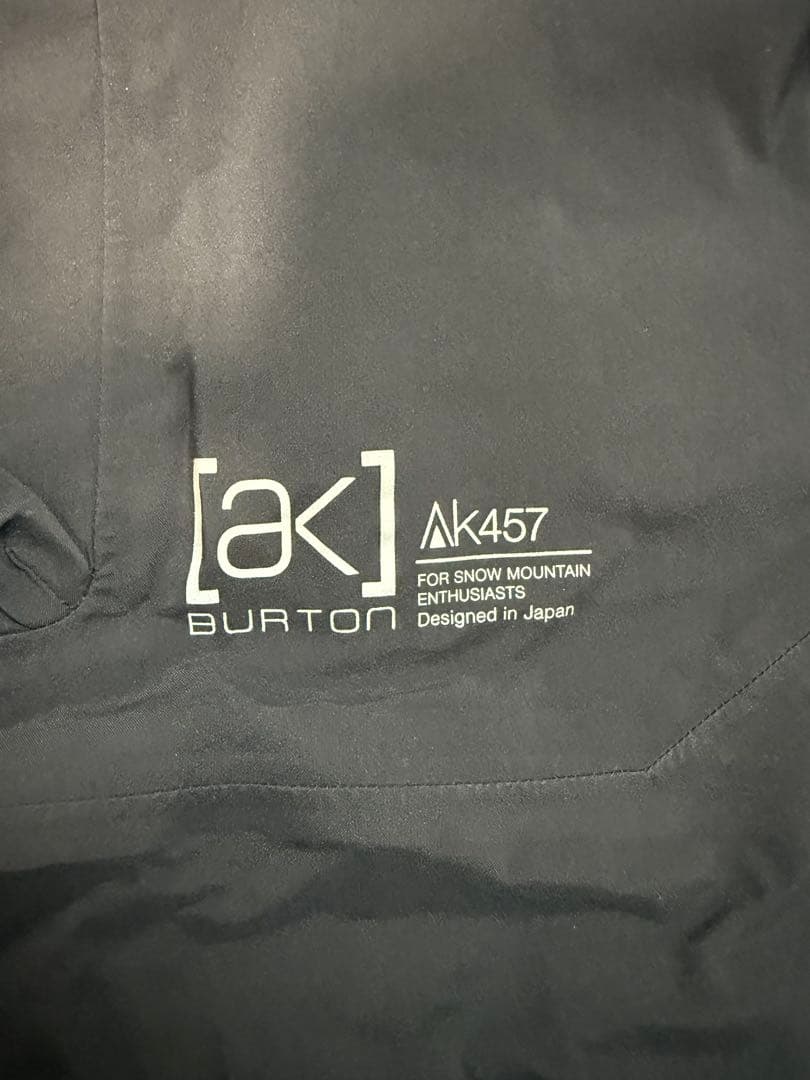 [ak]
BURTON
AK457
FOR SNOW MOUNTAIN
ENTHUSIASTS
Designed in Japan